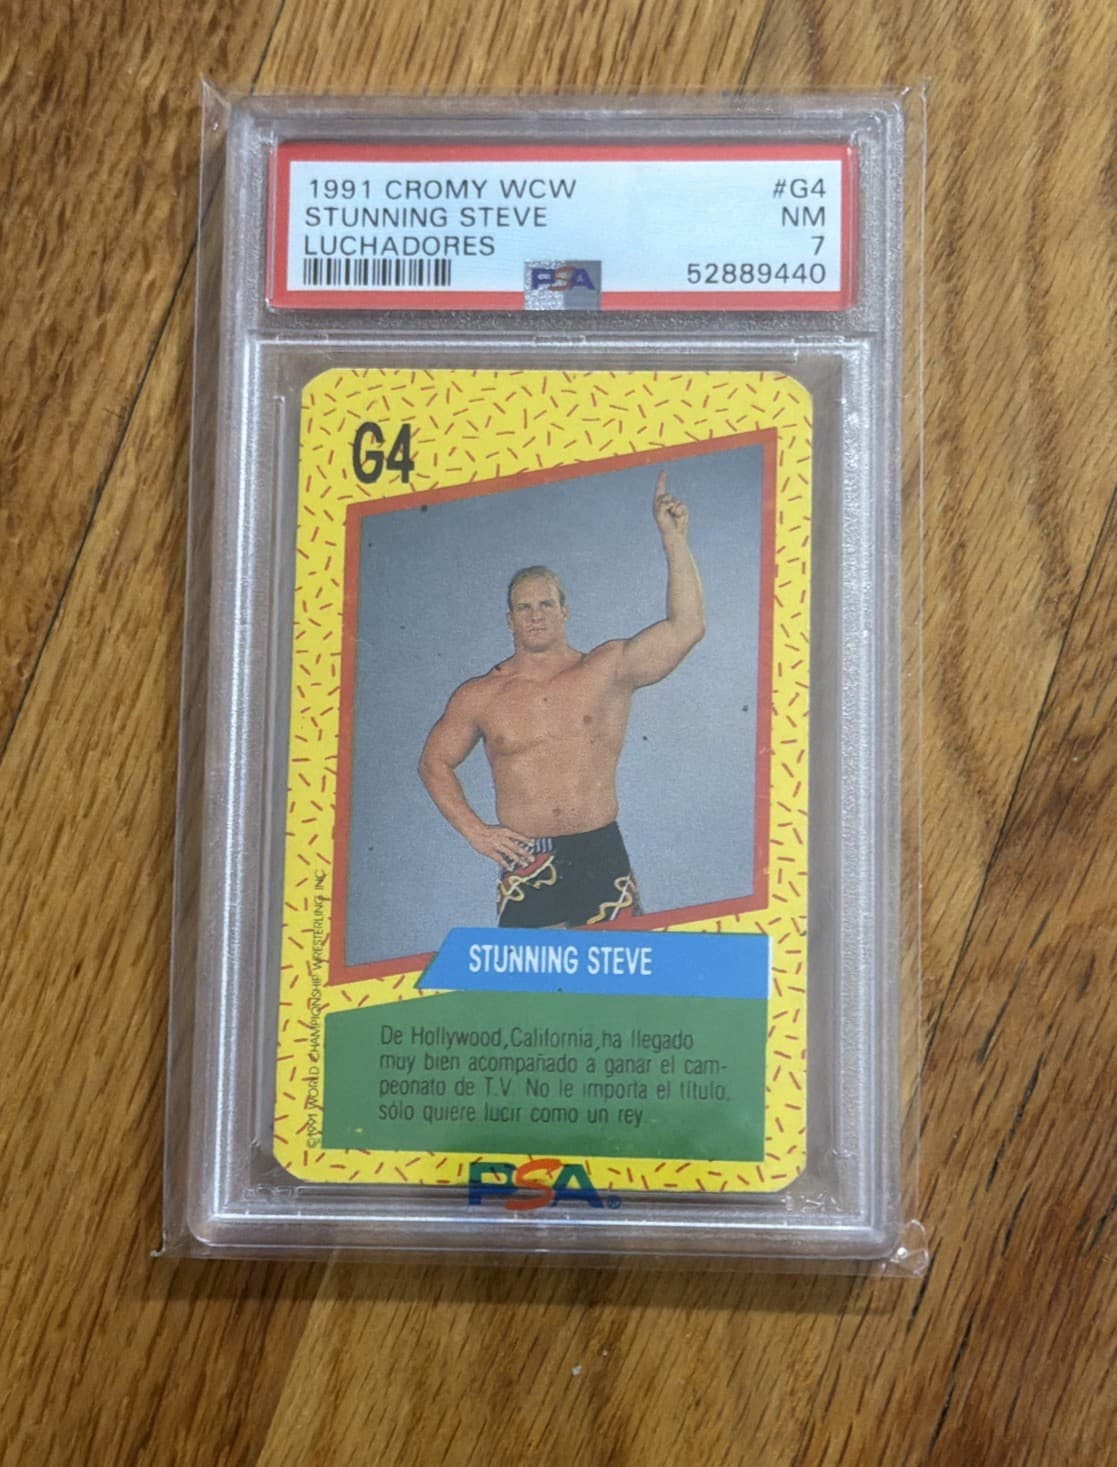 1991 CROMY WCW #G4
STUNNING STEVE NM
LUCHADORES 7
PSA 52889440
G4
©1991 WORLD CHAMPIONSHIP WRESTERLING, INC.
STUNNING STEVE
De Hollywood, California, ha llegado
muy bien acompañado a ganar el cam-
peonato de T.V. No le importa el título,
sólo quiere lucir como un rey.
PSA®